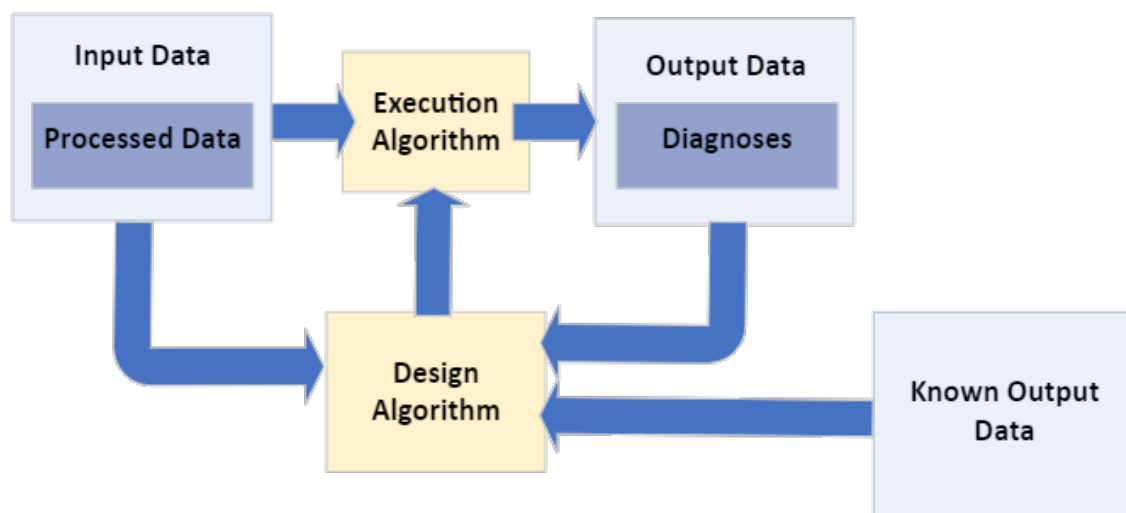 Input Data
Processed Data
Execution
Algorithm
Output Data
Diagnoses
Design
Algorithm
Known Output
Data